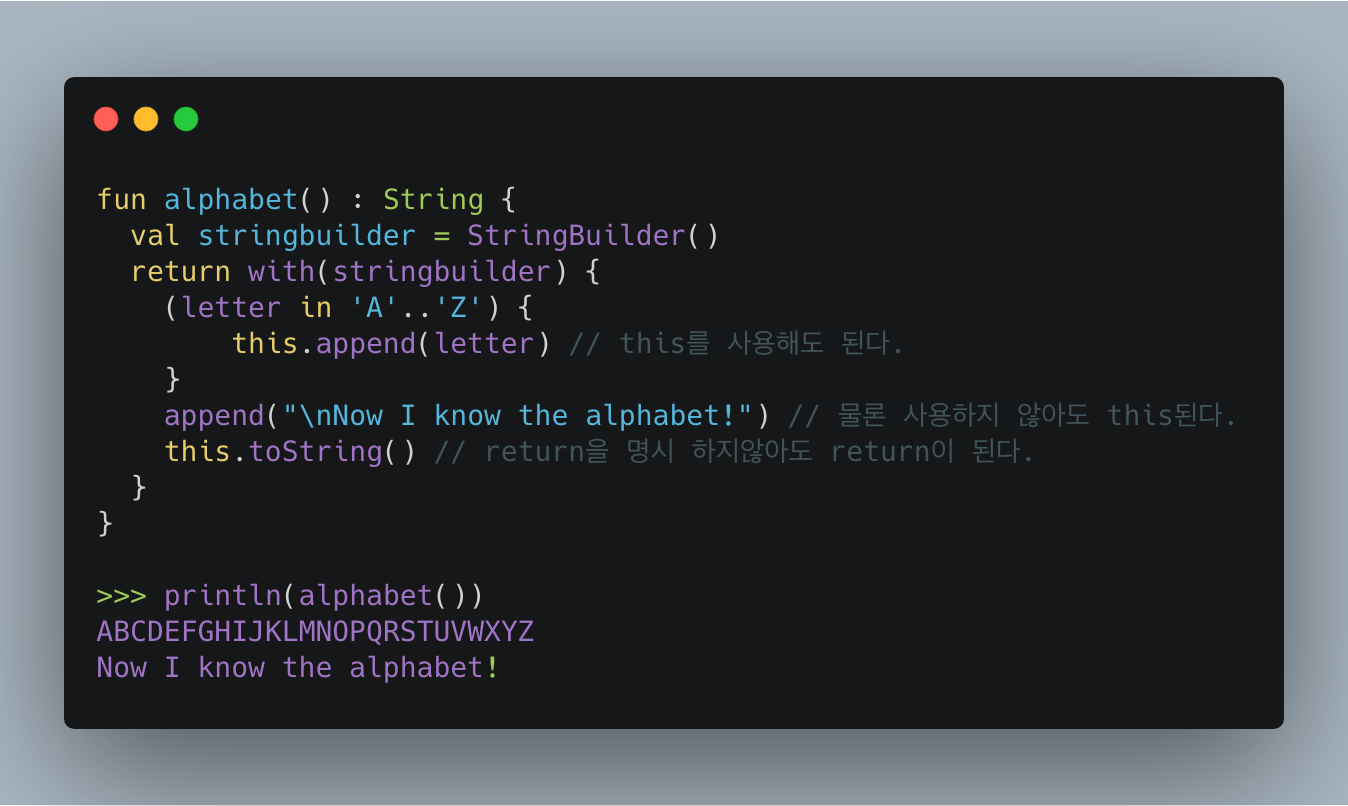 fun alphabet() : String {
  val stringbuilder = StringBuilder()
  return with(stringbuilder) {
    (letter in 'A'..'Z') {
        this.append(letter) // this를 사용해도 된다.
    }
    append("\nNow I know the alphabet!") // 물론 사용하지 않아도 this된다.
    this.toString() // return을 명시 하지않아도 return이 된다.
  }
}
>>> println(alphabet())
ABCDEFGHIJKLMNOPQRSTUVWXYZ
Now I know the alphabet!